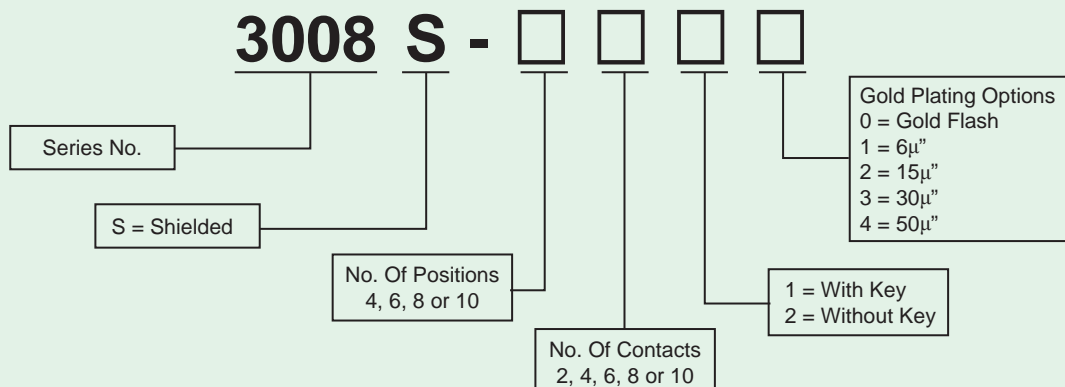 3008 S - □ □ □ □
Series No.
S = Shielded
No. Of Positions
4, 6, 8 or 10
No. Of Contacts
2, 4, 6, 8 or 10
1 = With Key
2 = Without Key
Gold Plating Options
0 = Gold Flash
1 = 6μ”
2 = 15μ”
3 = 30μ”
4 = 50μ”